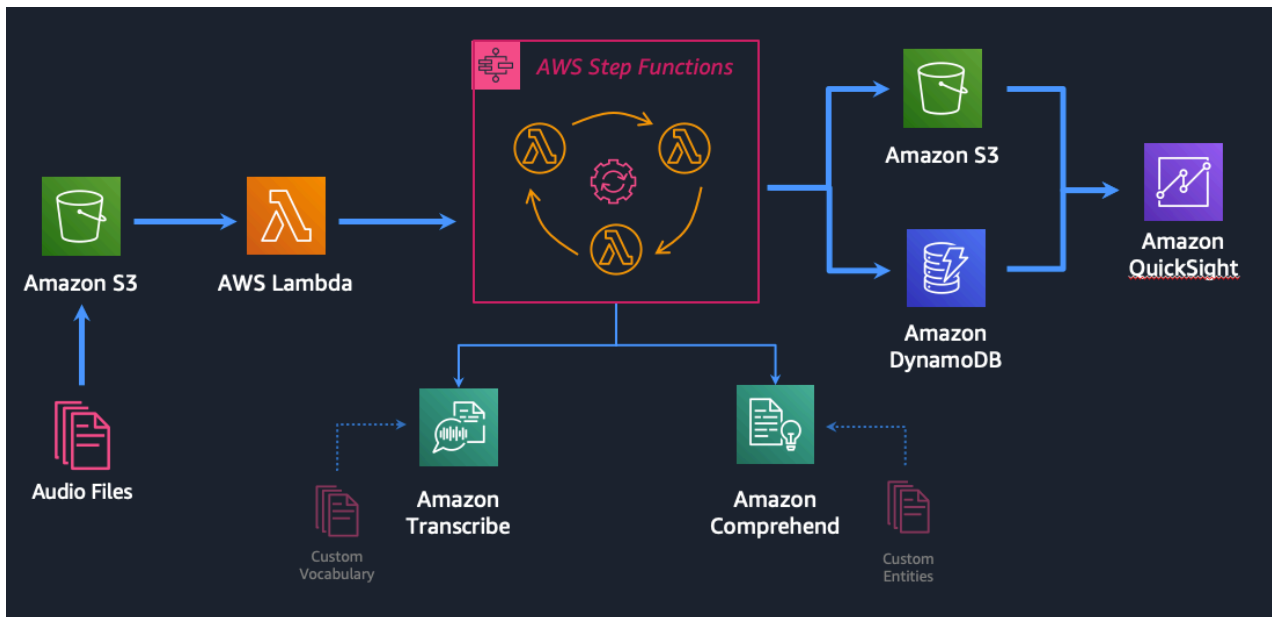 AWS Step Functions
Amazon S3
Amazon S3
AWS Lambda
Amazon
QuickSight
Amazon
DynamoDB
Audio Files
Amazon
Transcribe
Amazon
Comprehend
Custom
Vocabulary
Custom
Entities